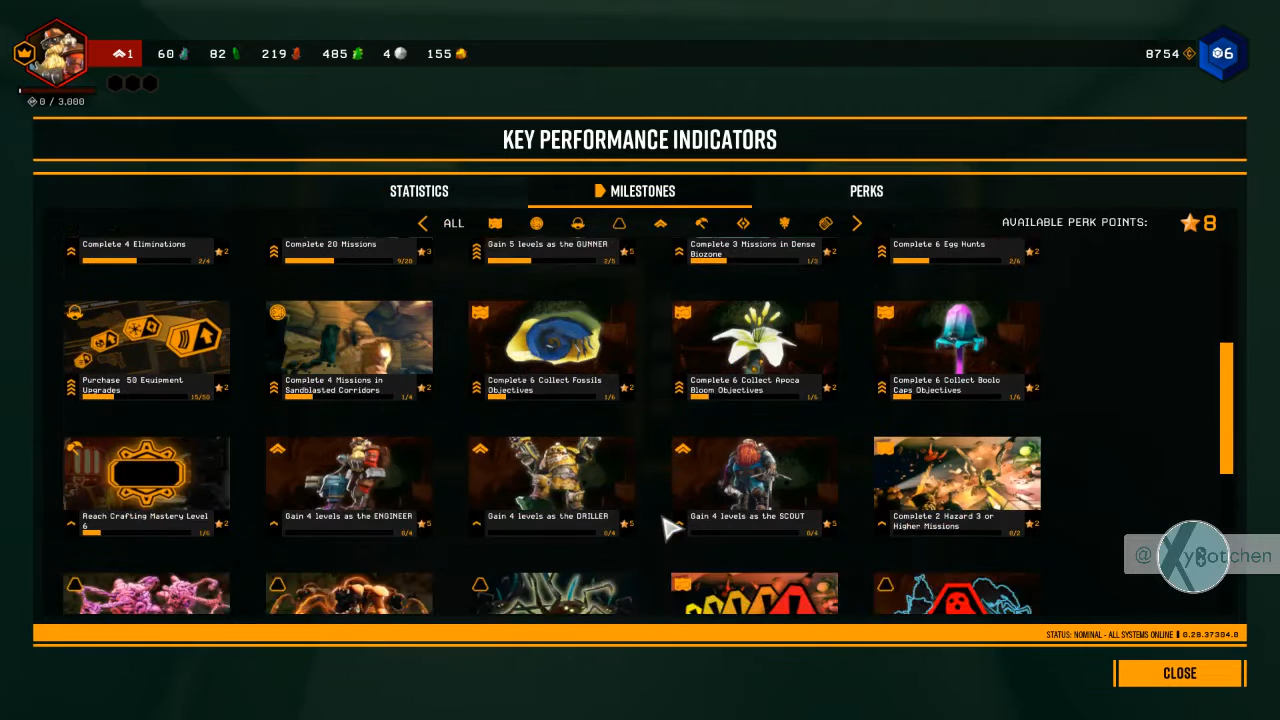 1 60 82 219 485 4 155 8754 6
0 / 3.000
KEY PERFORMANCE INDICATORS
STATISTICS MILESTONES PERKS
ALL AVAILABLE PERK POINTS: 8
Complete 4 Eliminations 2
2/4
Complete 20 Missions 3
9/20
Gain 5 levels as the GUNNER 5
2/5
Complete 3 Missions in Dense
Biozone 2
1/3
Complete 6 Egg Hunts 2
2/6
Purchase 50 Equipment
Upgrades 2
15/50
Complete 4 Missions in
Sandblasted Corridors 2
1/4
Complete 6 Collect Fossils
Objectives 2
1/6
Complete 6 Collect Apoca
Bloom Objectives 2
1/6
Complete 6 Collect Boolo
Caps Objectives 2
1/6
Reach Crafting Mastery Level
6 2
1/6
Gain 4 levels as the ENGINEER 5
0/4
Gain 4 levels as the DRILLER 5
0/4
Gain 4 levels as the SCOUT 5
0/4
Complete 2 Hazard 3 or
Higher Missions 2
0/2
STATUS: NOMINAL - ALL SYSTEMS ONLINE 0.28.37304.0
CLOSE